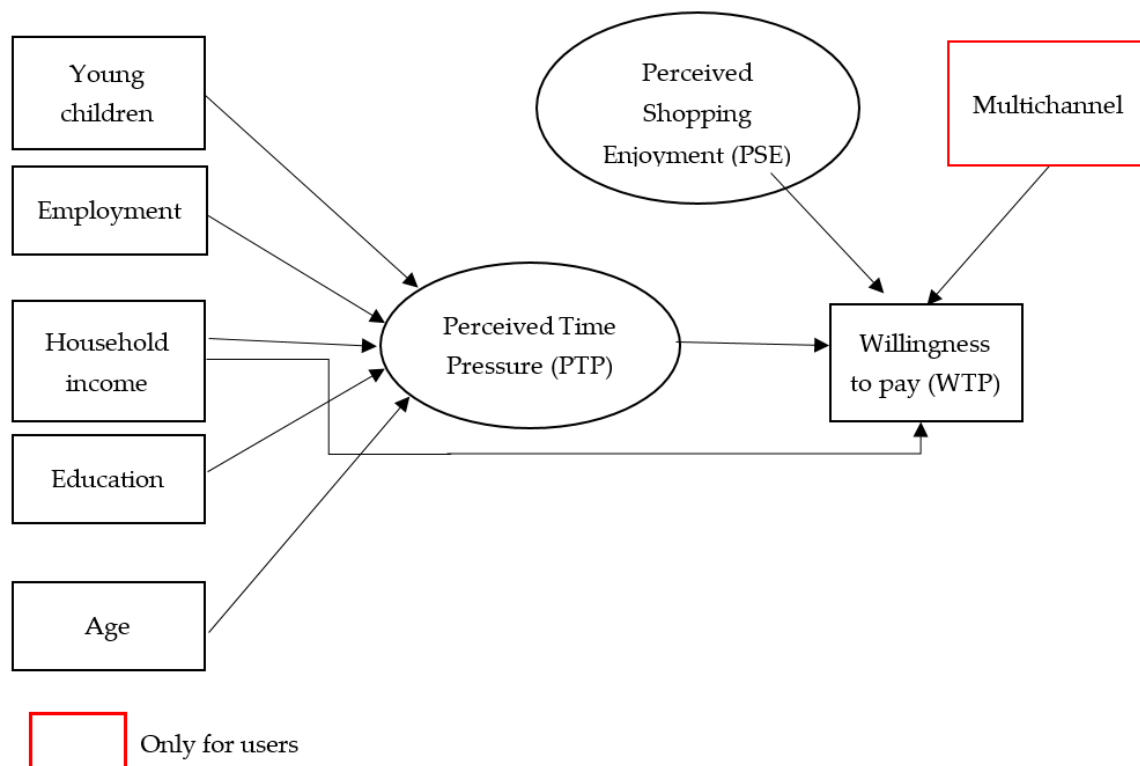 Young
children
Employment
Household
income
Education
Age
Perceived Time
Pressure (PTP)
Perceived
Shopping
Enjoyment (PSE)
Multichannel
Willingness
to pay (WTP)
Only for users